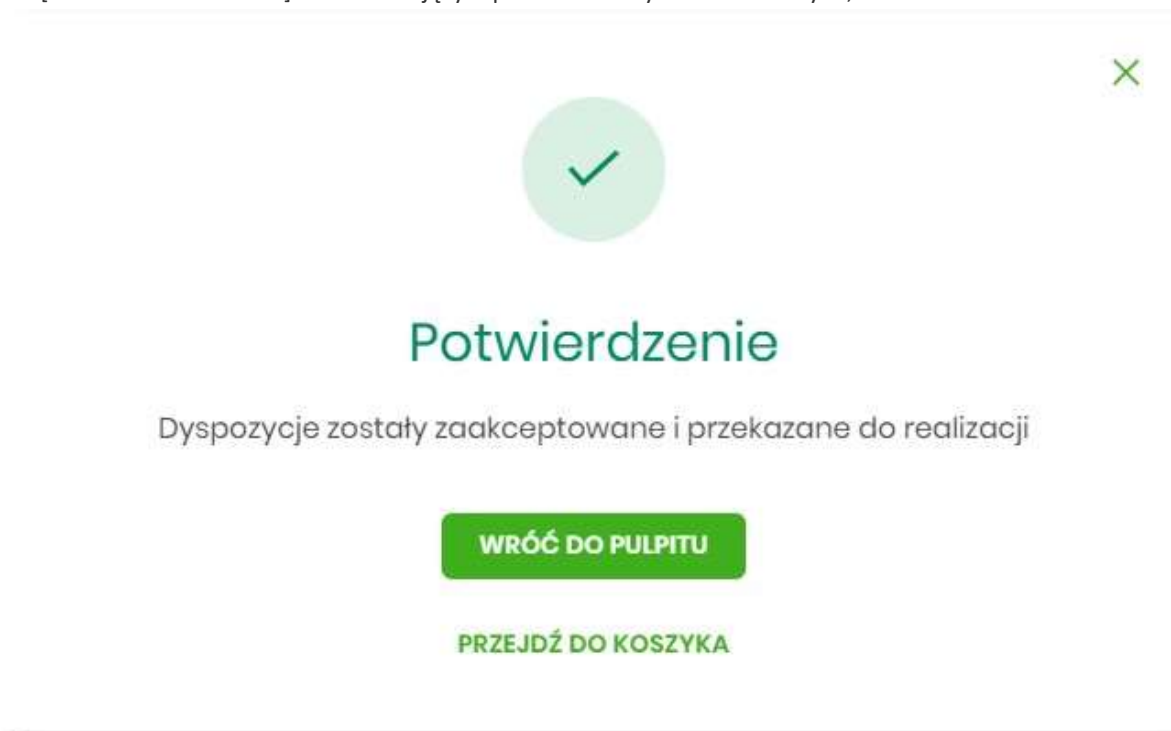 Potwierdzenie
Dyspozycje zostały zaakceptowane i przekazane do realizacji
WRÓĆ DO PULPITU
PRZEJDŹ DO KOSZYKA